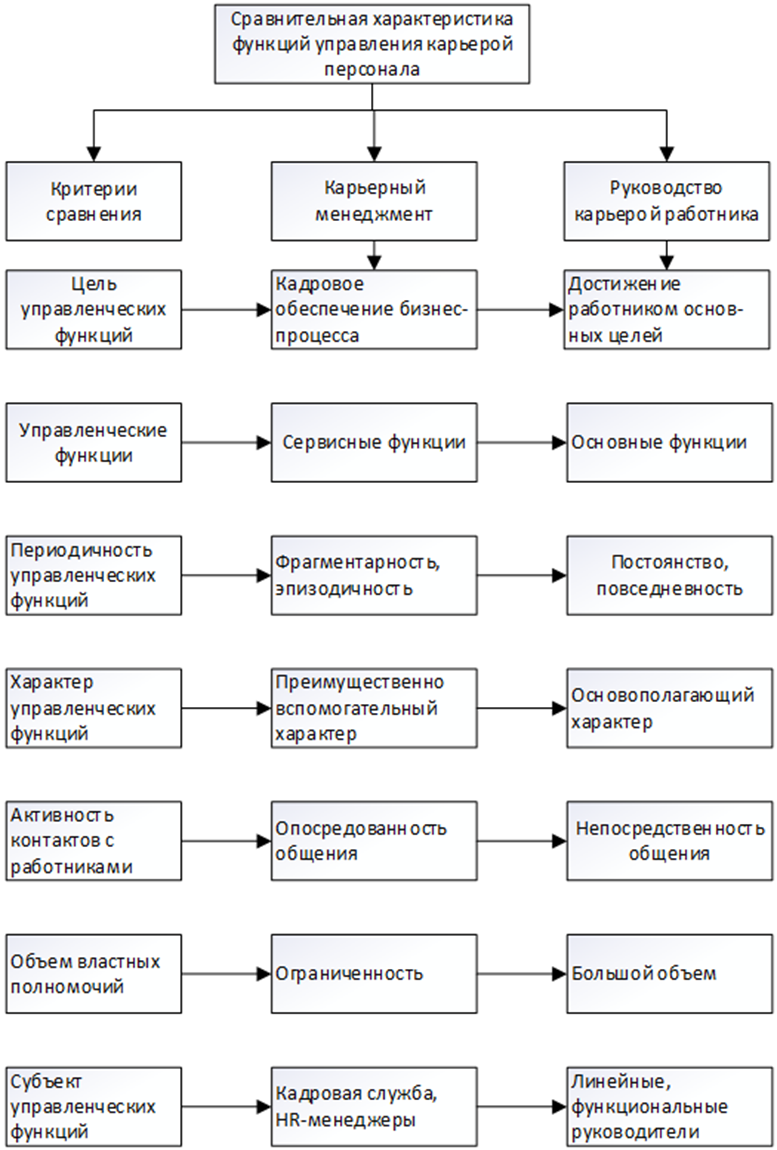 Сравнительная характеристика
функций управления карьерой
персонала
Критерии
сравнения
Карьерный
менеджмент
Руководство
карьерой работника
Цель
управленческих
функций
Кадровое
обеспечение бизнес-
процесса
Достижение
работником основ-
ных целей
Управленческие
функции
Сервисные функции
Основные функции
Периодичность
управленческих
функций
Фрагментарность,
эпизодичность
Постоянство,
повседневность
Характер
управленческих
функций
Преимущественно
вспомогательный
характер
Основополагающий
характер
Активность
контактов с
работниками
Опосредованность
общения
Непосредственность
общения
Объем властных
полномочий
Ограниченность
Большой объем
Субъект
управленческих
функций
Кадровая служба,
HR-менеджеры
Линейные,
функциональные
руководители